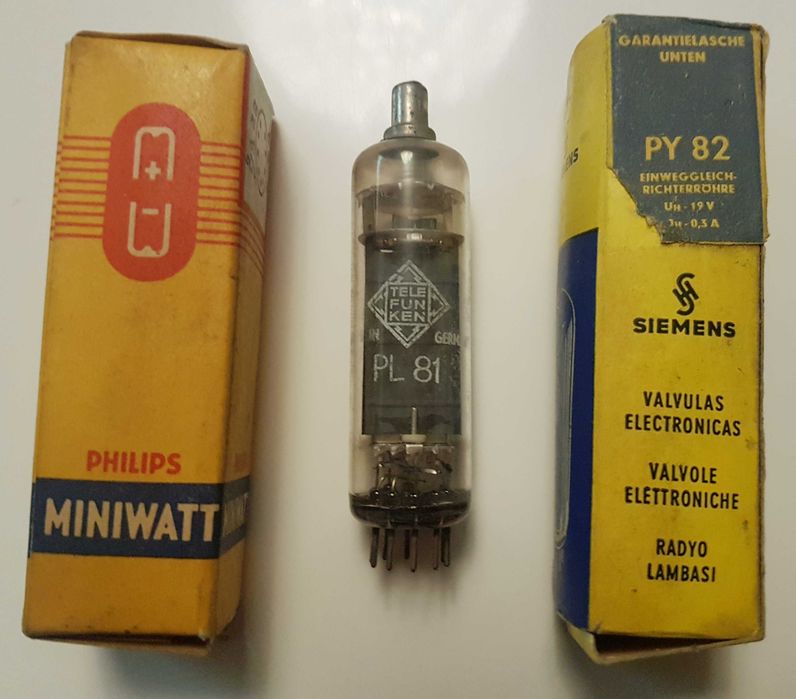 PHILIPS
MINIWATT
TELE
FUN
KEN
GERM
PL 81
GARANTIELASCHE
UNTEN
PY 82
EINWEGGLEICH-
RICHTERRÖHRE
UH - 19 V
JH - 0,3 A
SIEMENS
VALVULAS
ELECTRONICAS
VALVOLE
ELETTRONICHE
RADYO
LAMBASI